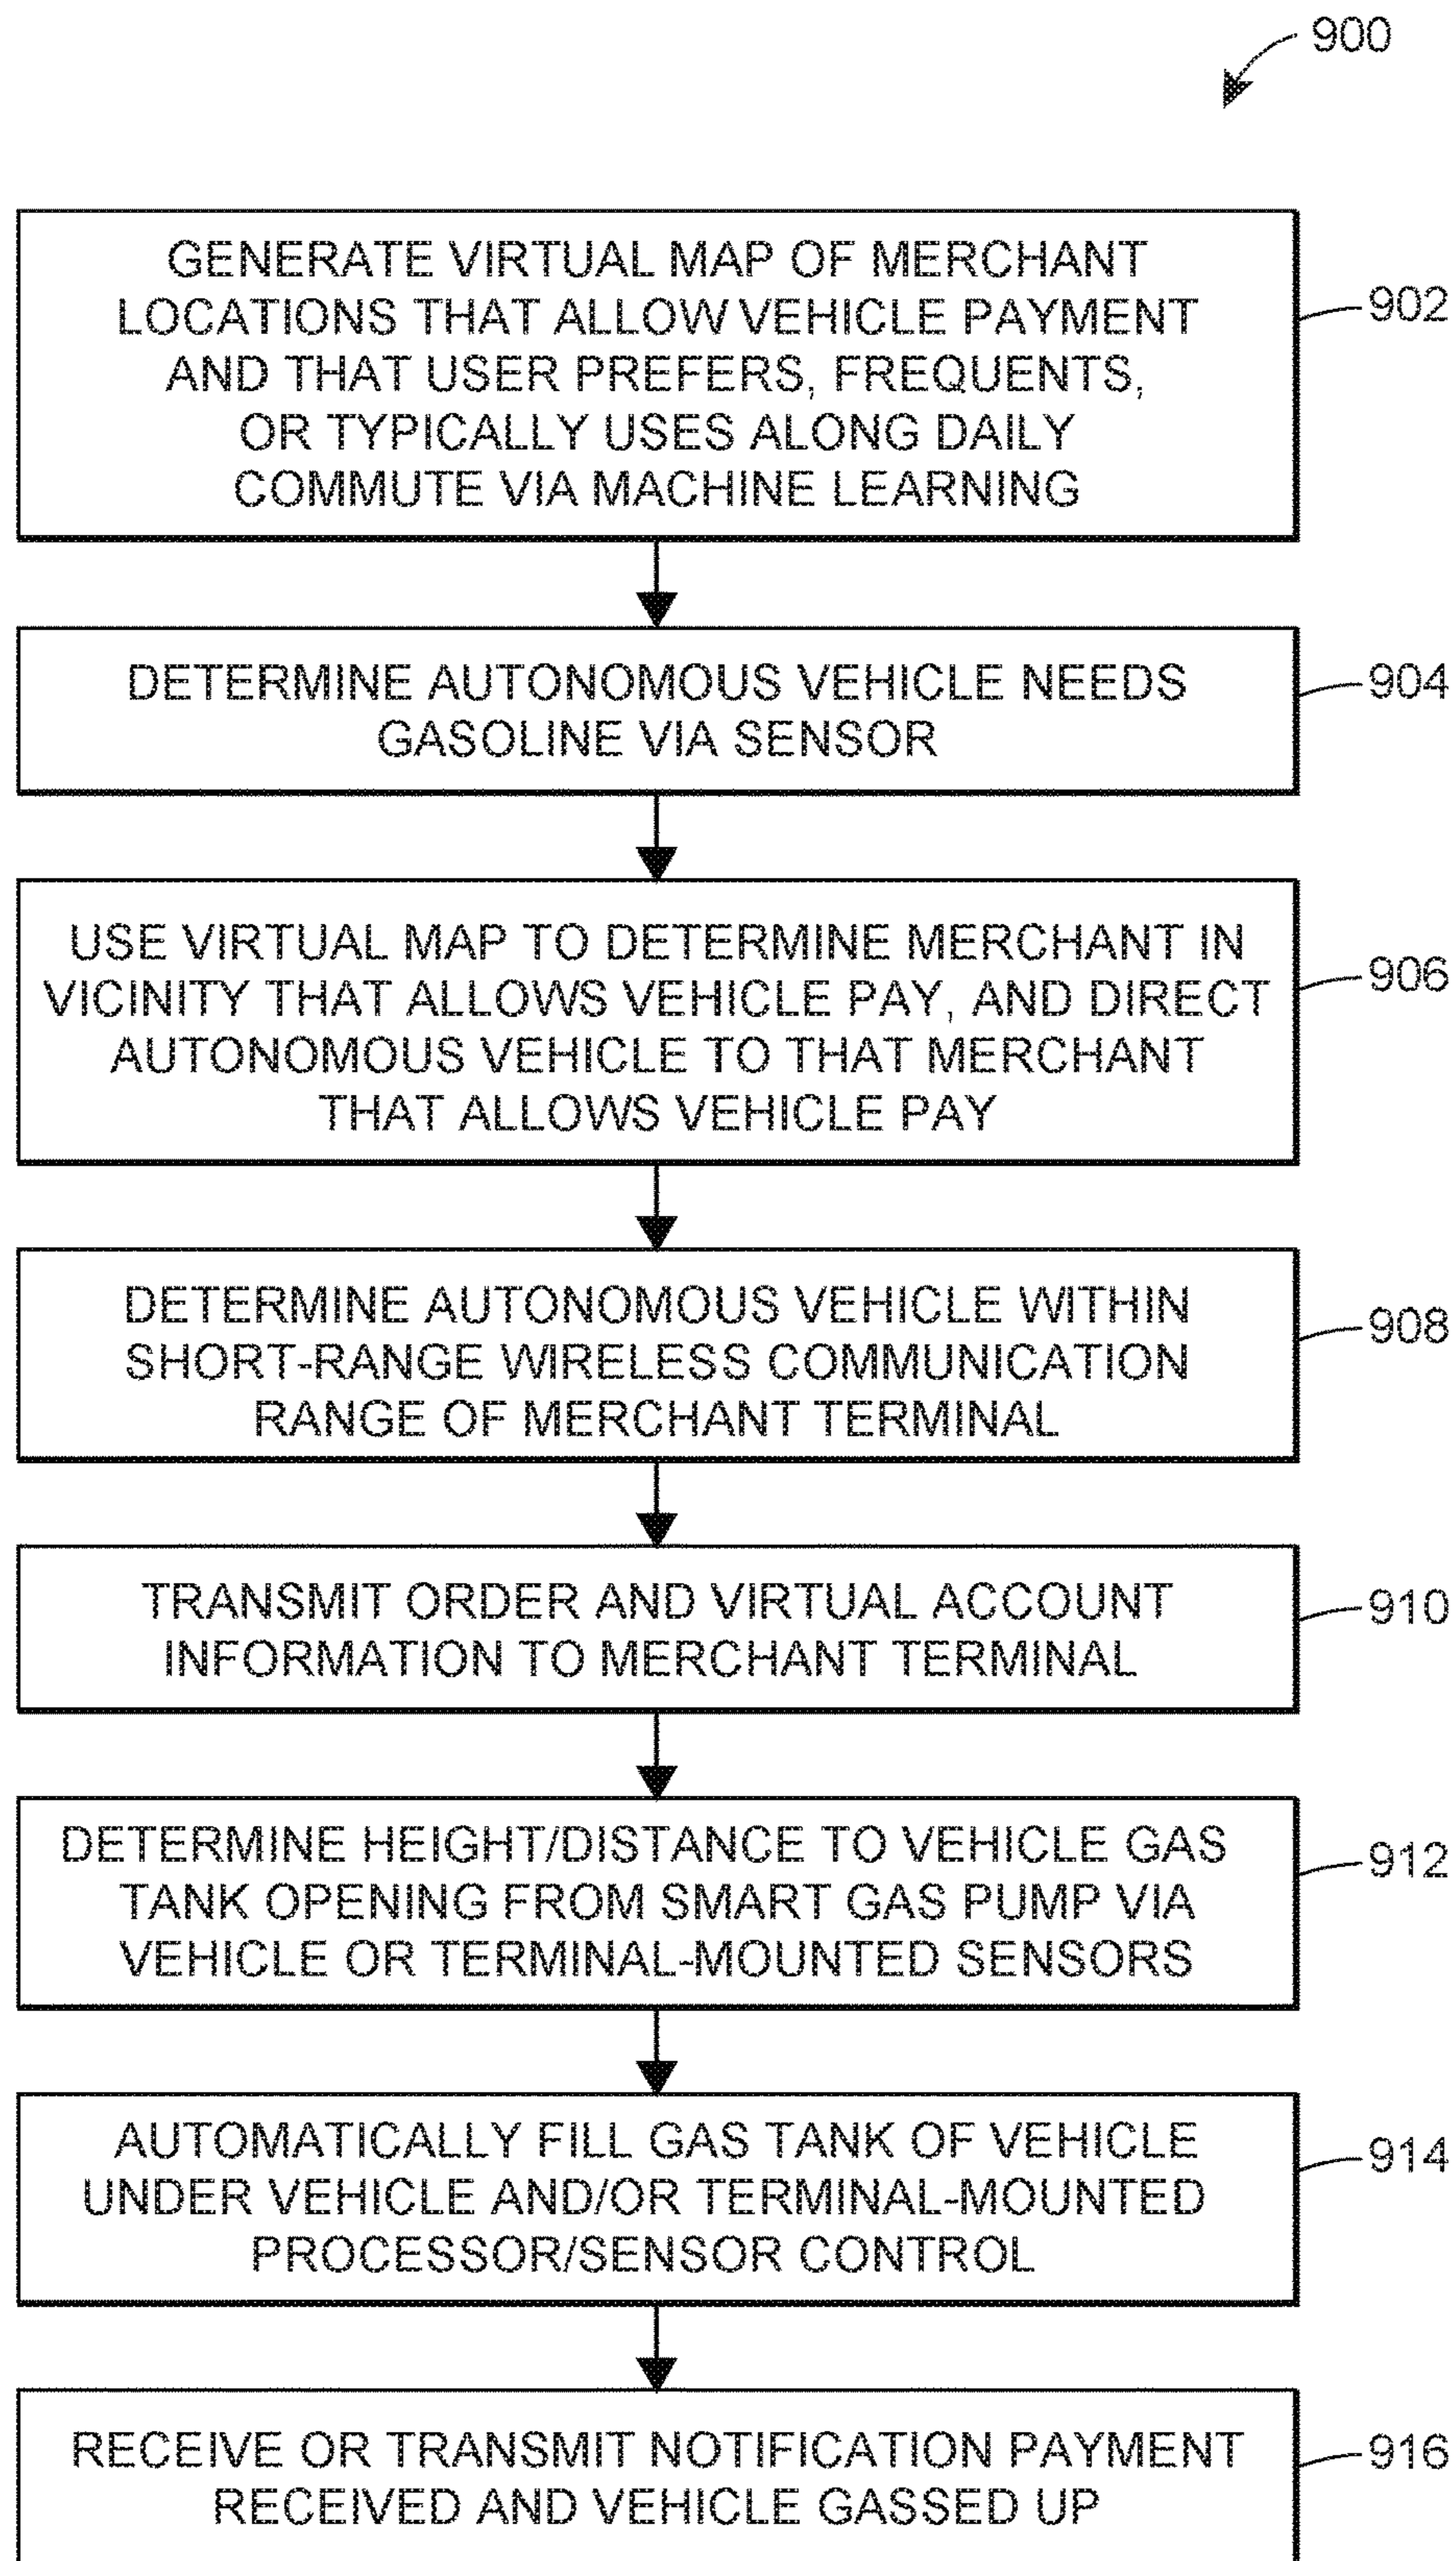 900
GENERATE VIRTUAL MAP OF MERCHANT
LOCATIONS THAT ALLOW VEHICLE PAYMENT
AND THAT USER PREFERS, FREQUENTS,
OR TYPICALLY USES ALONG DAILY
COMMUTE VIA MACHINE LEARNING
902
DETERMINE AUTONOMOUS VEHICLE NEEDS
GASOLINE VIA SENSOR
904
USE VIRTUAL MAP TO DETERMINE MERCHANT IN
VICINITY THAT ALLOWS VEHICLE PAY, AND DIRECT
AUTONOMOUS VEHICLE TO THAT MERCHANT
THAT ALLOWS VEHICLE PAY
906
DETERMINE AUTONOMOUS VEHICLE WITHIN
SHORT-RANGE WIRELESS COMMUNICATION
RANGE OF MERCHANT TERMINAL
908
TRANSMIT ORDER AND VIRTUAL ACCOUNT
INFORMATION TO MERCHANT TERMINAL
910
DETERMINE HEIGHT/DISTANCE TO VEHICLE GAS
TANK OPENING FROM SMART GAS PUMP VIA
VEHICLE OR TERMINAL-MOUNTED SENSORS
912
AUTOMATICALLY FILL GAS TANK OF VEHICLE
UNDER VEHICLE AND/OR TERMINAL-MOUNTED
PROCESSOR/SENSOR CONTROL
914
RECEIVE OR TRANSMIT NOTIFICATION PAYMENT
RECEIVED AND VEHICLE GASSED UP
916